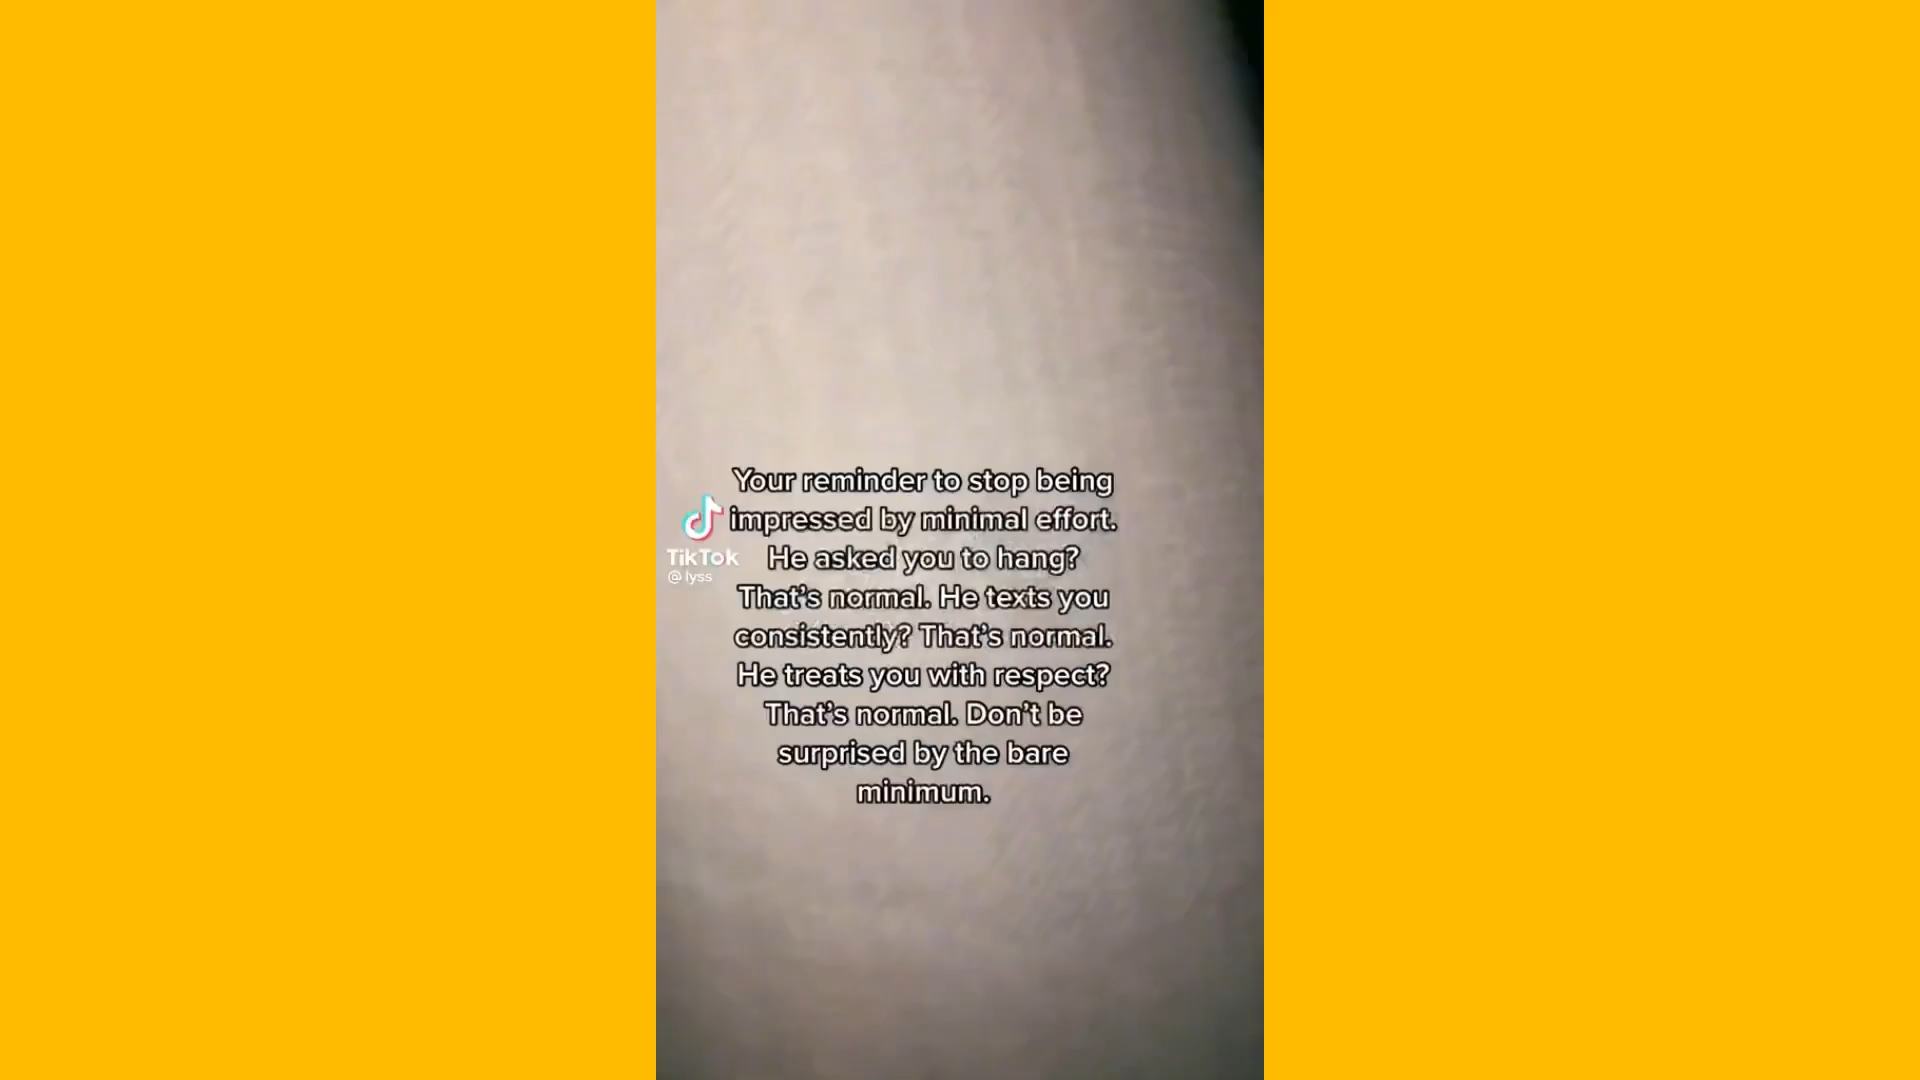 Your reminder to stop being
impressed by minimal effort.
He asked you to hang?
That's normal. He texts you
consistently? That's normal.
He treats you with respect?
That's normal. Don't be
surprised by the bare
minimum.
TikTok
@ lyss